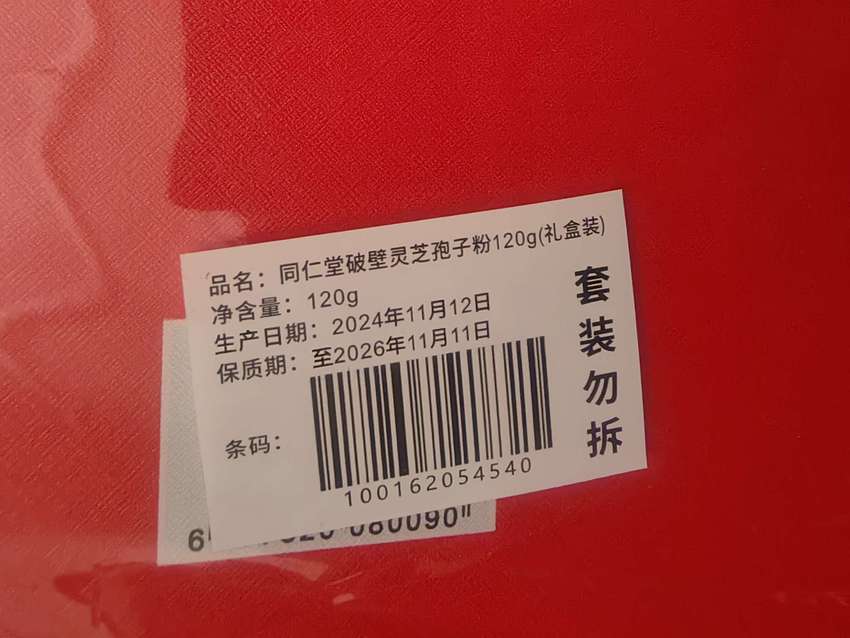 品名：同仁堂破壁灵芝孢子粉120g(礼盒装)
净含量：120g
生产日期：2024年11月12日
保质期：至2026年11月11日
条码：
100162054540
套装勿拆
080090